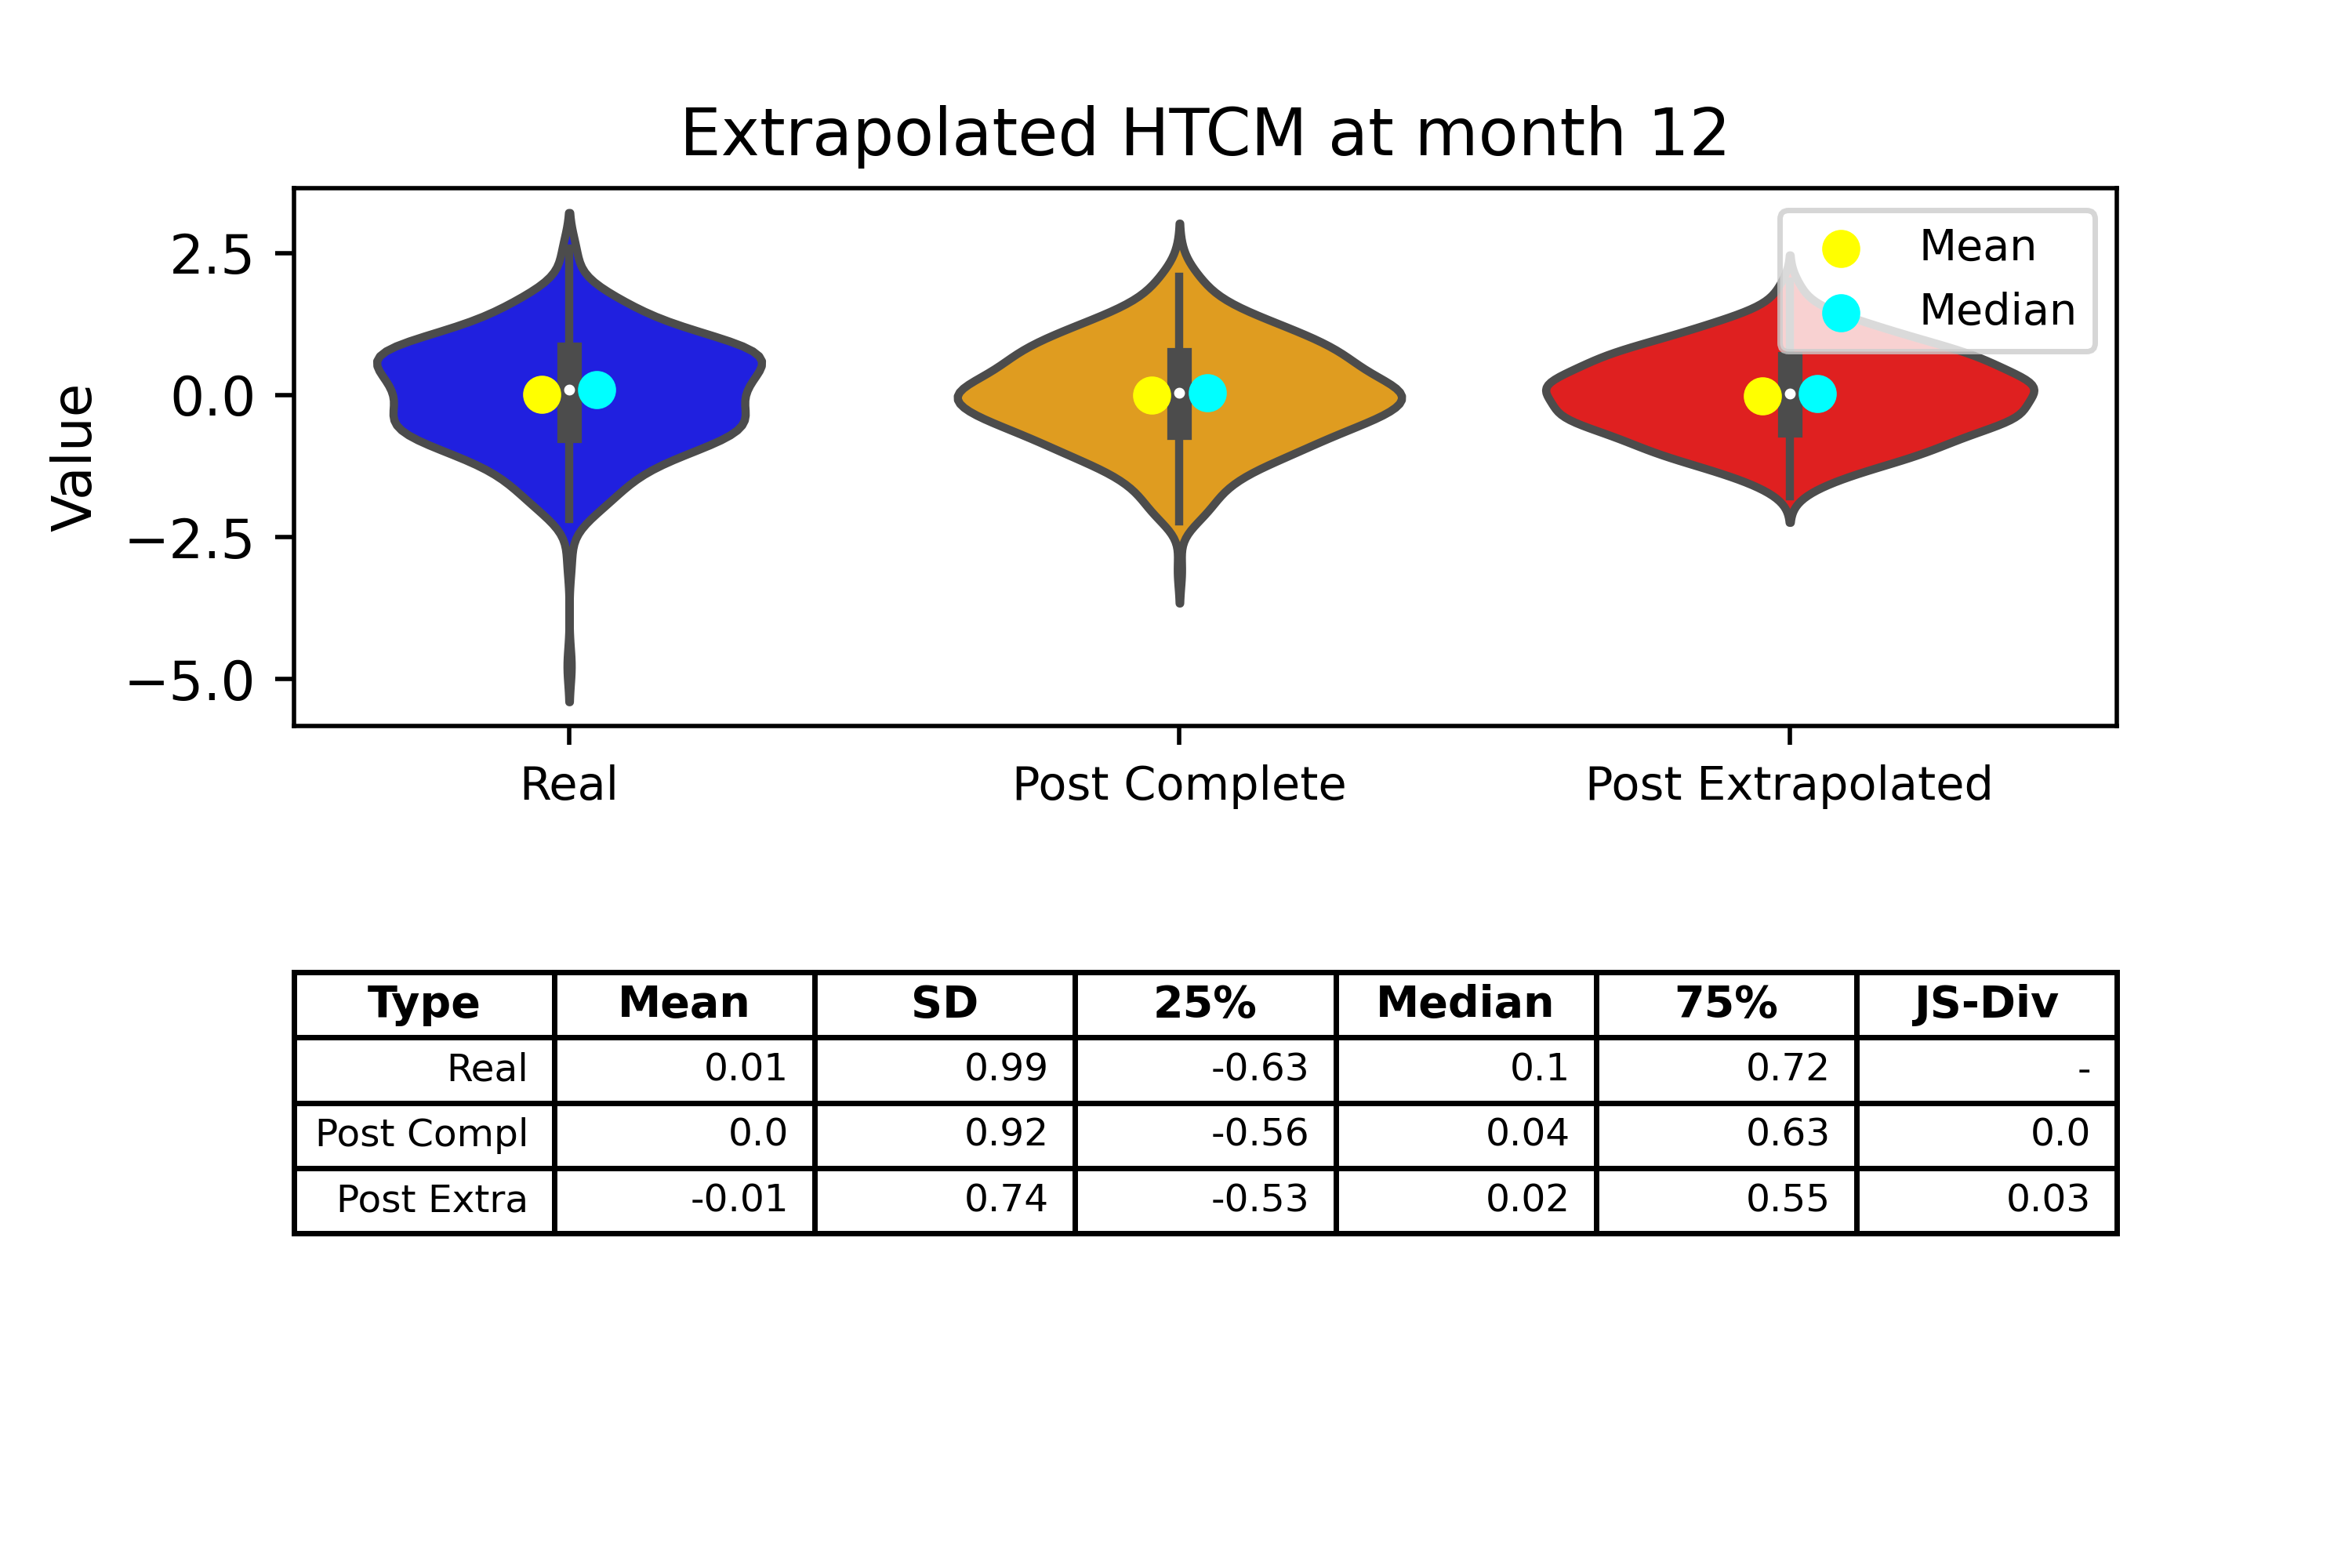 Extrapolated HTCM at month 12
Value
2.5
0.0
−2.5
−5.0
Mean
Median
Real Post Complete Post Extrapolated
Type Mean SD 25% Median 75% JS-Div
Real 0.01 0.99 -0.63 0.1 0.72 -
Post Compl 0.0 0.92 -0.56 0.04 0.63 0.0
Post Extra -0.01 0.74 -0.53 0.02 0.55 0.03